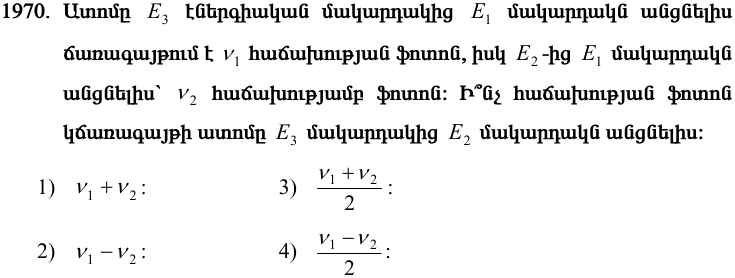 1970. Ատոմը E₃ էներգիական մակարդակից E₁ մակարդակն անցնելիս
ճառագայթում է ν₁ հաճախության ֆոտոն, իսկ E₂-ից E₁ մակարդակն
անցնելիս՝ ν₂ հաճախությամբ ֆոտոն: Ի՞նչ հաճախության ֆոտոն
կճառագայթի ատոմը E₃ մակարդակից E₂ մակարդակն անցնելիս:
1) ν₁ + ν₂: 3) (ν₁ + ν₂)/2:
2) ν₁ − ν₂: 4) (ν₁ − ν₂)/2: